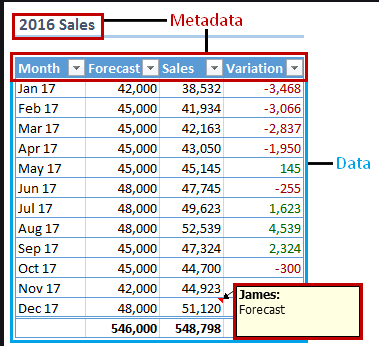 2016 Sales
Metadata
Month Forecast Sales Variation
Jan 17 42,000 38,532 -3,468
Feb 17 45,000 41,934 -3,066
Mar 17 45,000 42,163 -2,837
Apr 17 45,000 43,050 -1,950
May 17 45,000 45,145 145
Data
Jun 17 48,000 47,745 -255
Jul 17 48,000 49,623 1,623
Aug 17 48,000 52,539 4,539
Sep 17 45,000 47,324 2,324
Oct 17 45,000 44,700 -300
Nov 17 42,000 44,923
James:
Forecast
Dec 17 48,000 51,120
546,000 548,798